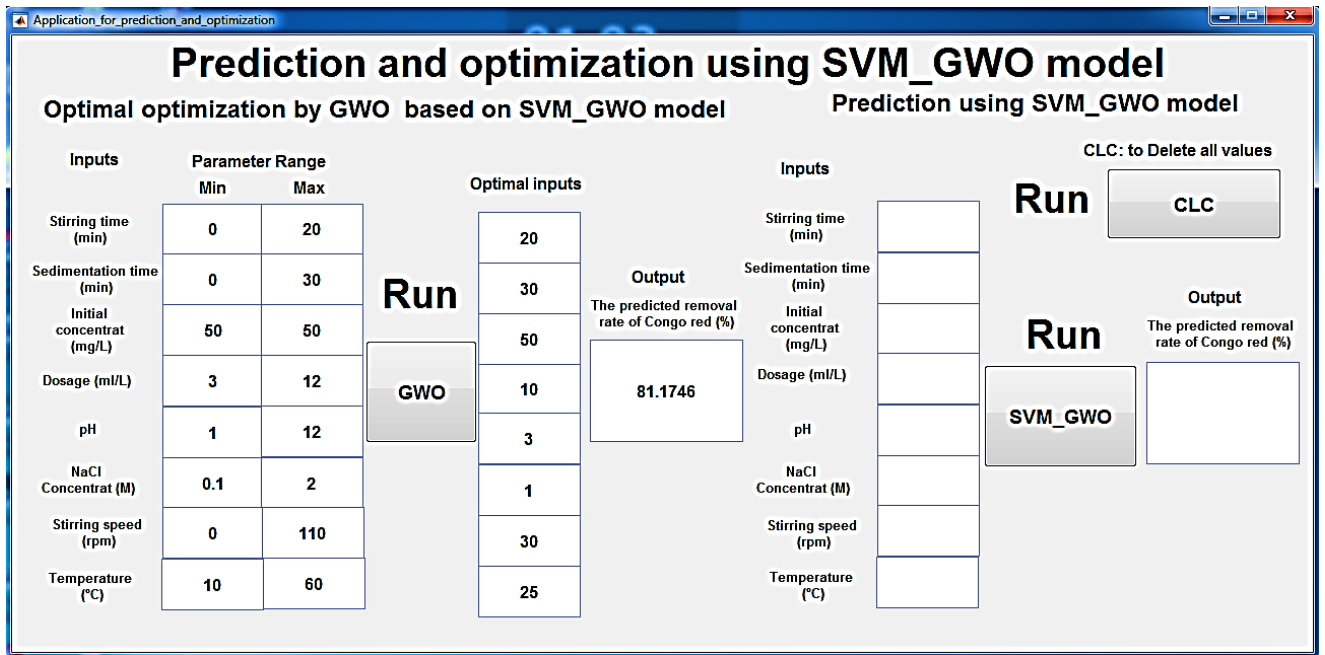 Application_for_prediction_and_optimization
Prediction and optimization using SVM_GWO model
Optimal optimization by GWO based on SVM_GWO model
Inputs
Parameter Range
Min Max
Optimal inputs
Stirring time
(min)
0 20 20
Sedimentation time
(min)
0 30 30
Initial
concentrat
(mg/L)
50 50 50
Dosage (ml/L)
3 12 10
pH
1 12 3
NaCl
Concentrat (M)
0.1 2 1
Stirring speed
(rpm)
0 110 30
Temperature
(°C)
10 60 25
Run
GWO
Output
The predicted removal
rate of Congo red (%)
81.1746
Prediction using SVM_GWO model
CLC: to Delete all values
Inputs
Run
CLC
Stirring time
(min)
Sedimentation time
(min)
Initial
concentrat
(mg/L)
Dosage (ml/L)
pH
NaCl
Concentrat (M)
Stirring speed
(rpm)
Temperature
(°C)
Run
SVM_GWO
Output
The predicted removal
rate of Congo red (%)